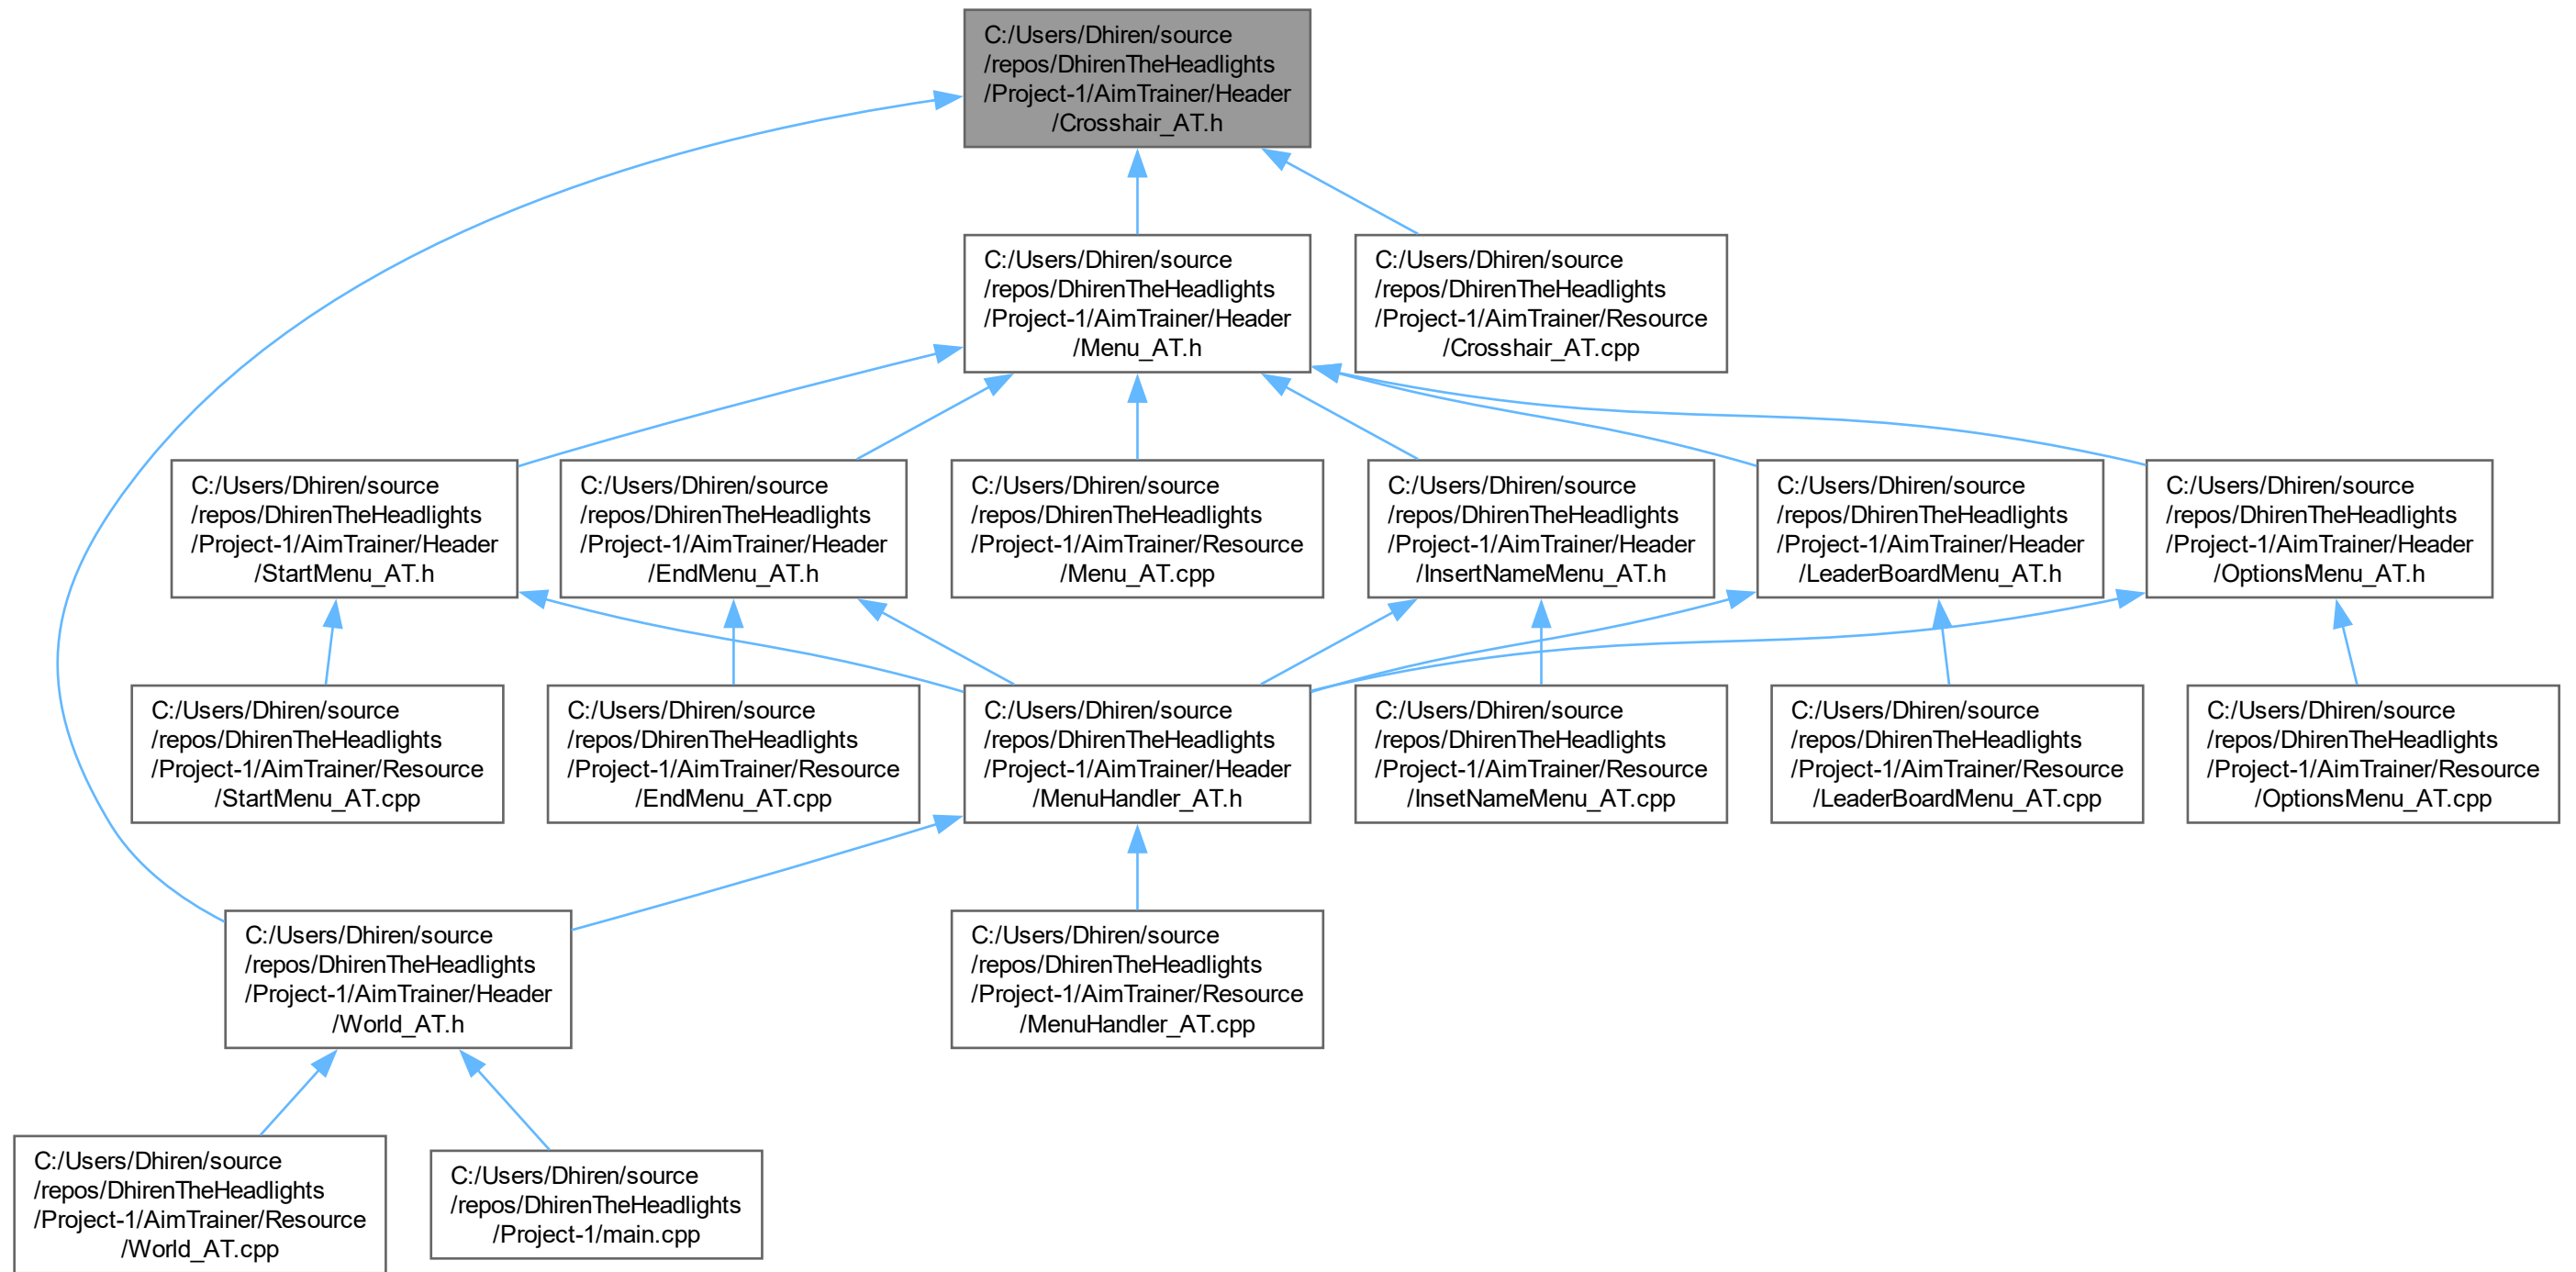 C:/Users/Dhiren/source
/repos/DhirenTheHeadlights
/Project-1/AimTrainer/Header
/Crosshair_AT.h
C:/Users/Dhiren/source
/repos/DhirenTheHeadlights
/Project-1/AimTrainer/Header
/Menu_AT.h
C:/Users/Dhiren/source
/repos/DhirenTheHeadlights
/Project-1/AimTrainer/Resource
/Crosshair_AT.cpp
C:/Users/Dhiren/source
/repos/DhirenTheHeadlights
/Project-1/AimTrainer/Header
/StartMenu_AT.h
C:/Users/Dhiren/source
/repos/DhirenTheHeadlights
/Project-1/AimTrainer/Header
/EndMenu_AT.h
C:/Users/Dhiren/source
/repos/DhirenTheHeadlights
/Project-1/AimTrainer/Resource
/Menu_AT.cpp
C:/Users/Dhiren/source
/repos/DhirenTheHeadlights
/Project-1/AimTrainer/Header
/InsertNameMenu_AT.h
C:/Users/Dhiren/source
/repos/DhirenTheHeadlights
/Project-1/AimTrainer/Header
/LeaderBoardMenu_AT.h
C:/Users/Dhiren/source
/repos/DhirenTheHeadlights
/Project-1/AimTrainer/Header
/OptionsMenu_AT.h
C:/Users/Dhiren/source
/repos/DhirenTheHeadlights
/Project-1/AimTrainer/Resource
/StartMenu_AT.cpp
C:/Users/Dhiren/source
/repos/DhirenTheHeadlights
/Project-1/AimTrainer/Resource
/EndMenu_AT.cpp
C:/Users/Dhiren/source
/repos/DhirenTheHeadlights
/Project-1/AimTrainer/Header
/MenuHandler_AT.h
C:/Users/Dhiren/source
/repos/DhirenTheHeadlights
/Project-1/AimTrainer/Resource
/InsetNameMenu_AT.cpp
C:/Users/Dhiren/source
/repos/DhirenTheHeadlights
/Project-1/AimTrainer/Resource
/LeaderBoardMenu_AT.cpp
C:/Users/Dhiren/source
/repos/DhirenTheHeadlights
/Project-1/AimTrainer/Resource
/OptionsMenu_AT.cpp
C:/Users/Dhiren/source
/repos/DhirenTheHeadlights
/Project-1/AimTrainer/Header
/World_AT.h
C:/Users/Dhiren/source
/repos/DhirenTheHeadlights
/Project-1/AimTrainer/Resource
/MenuHandler_AT.cpp
C:/Users/Dhiren/source
/repos/DhirenTheHeadlights
/Project-1/AimTrainer/Resource
/World_AT.cpp
C:/Users/Dhiren/source
/repos/DhirenTheHeadlights
/Project-1/main.cpp